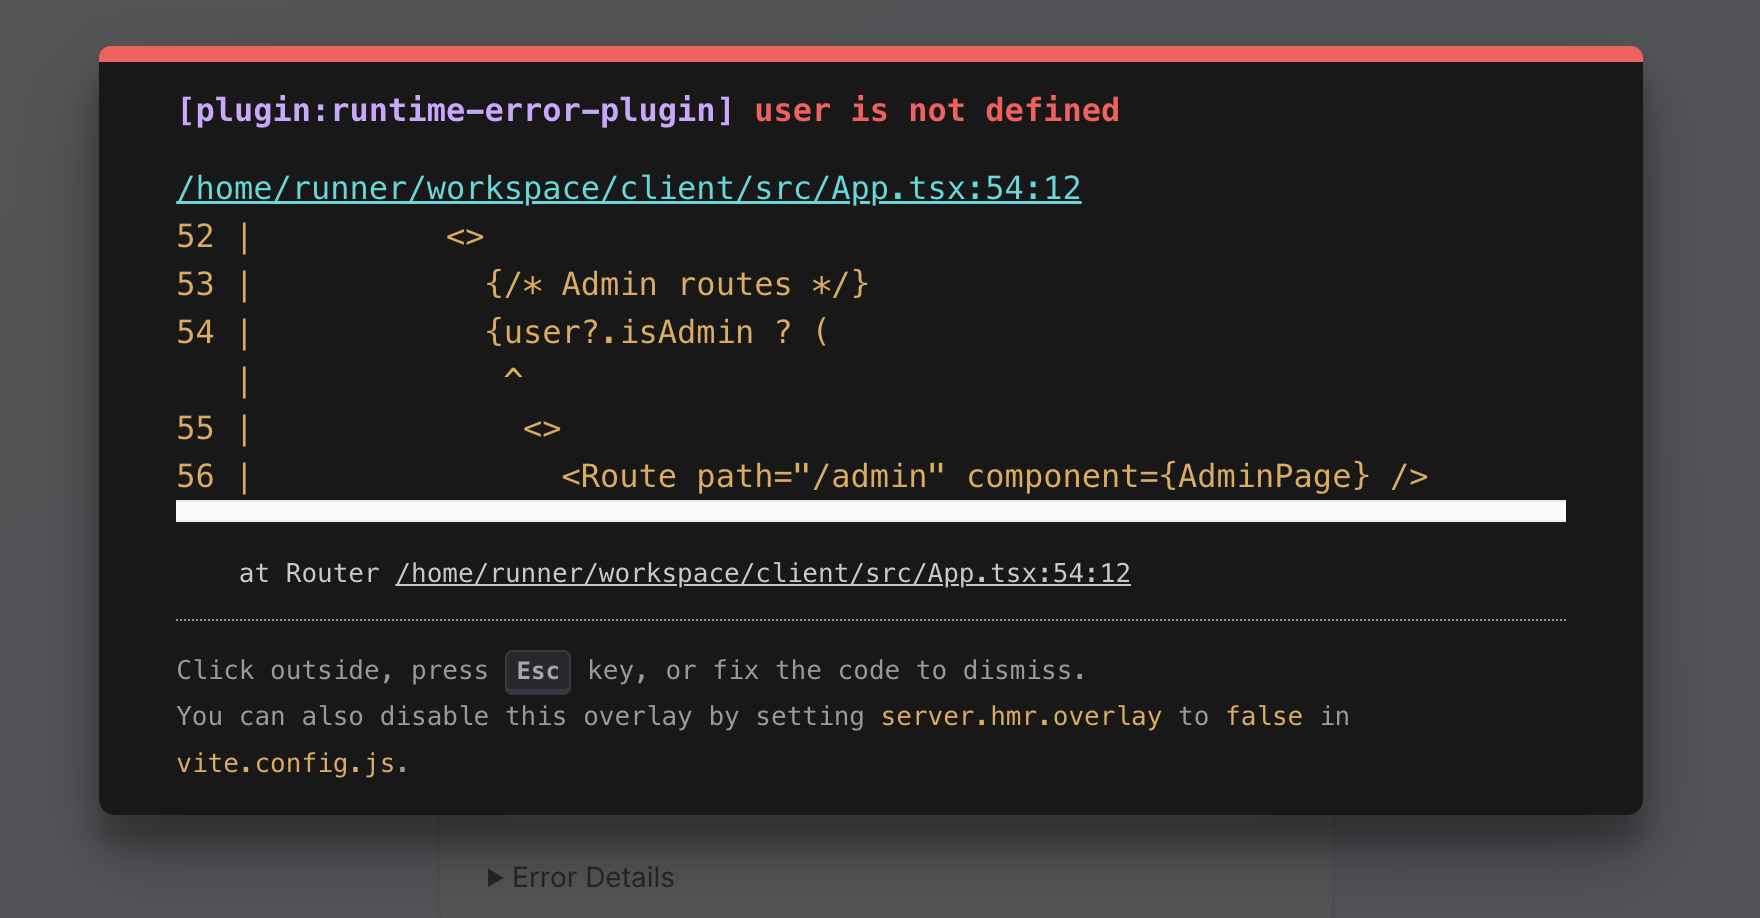 [plugin:runtime-error-plugin] user is not defined
/home/runner/workspace/client/src/App.tsx:54:12
52 |          <>
53 |            {/* Admin routes */}
54 |            {user?.isAdmin ? (
   |             ^
55 |              <>
56 |                <Route path="/admin" component={AdminPage} />
at Router /home/runner/workspace/client/src/App.tsx:54:12
Click outside, press Esc key, or fix the code to dismiss.
You can also disable this overlay by setting server.hmr.overlay to false in
vite.config.js.
▶ Error Details